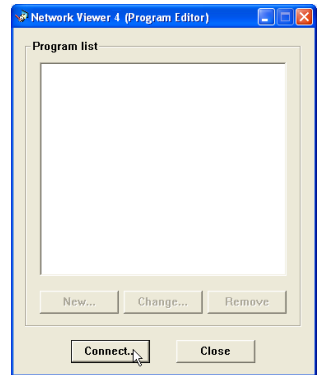 Network Viewer 4 (Program Editor)
Program list
New... Change... Remove
Connect... Close